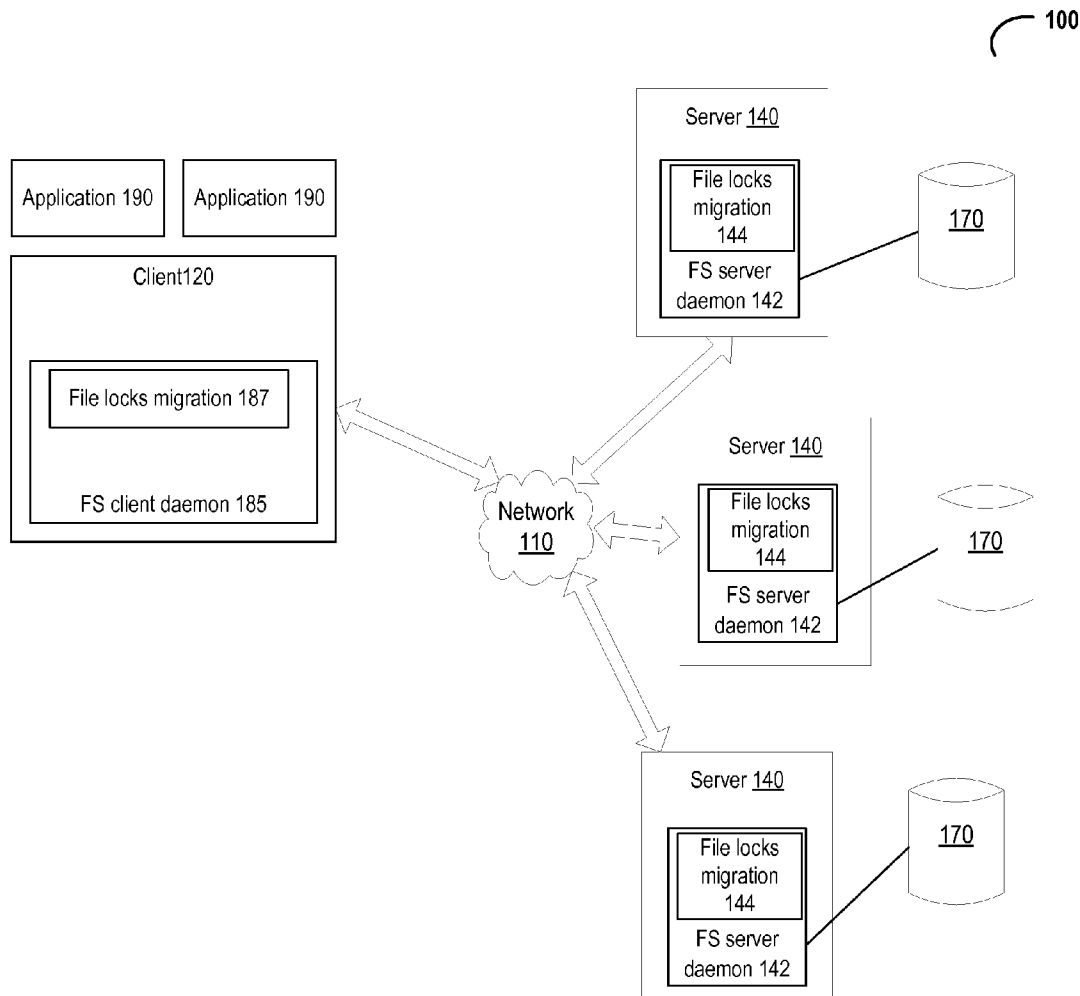 100
Application 190
Application 190
Client120
File locks migration 187
FS client daemon 185
Network
110
Server 140
File locks
migration
144
FS server
daemon 142
170
Server 140
File locks
migration
144
FS server
daemon 142
170
Server 140
File locks
migration
144
FS server
daemon 142
170